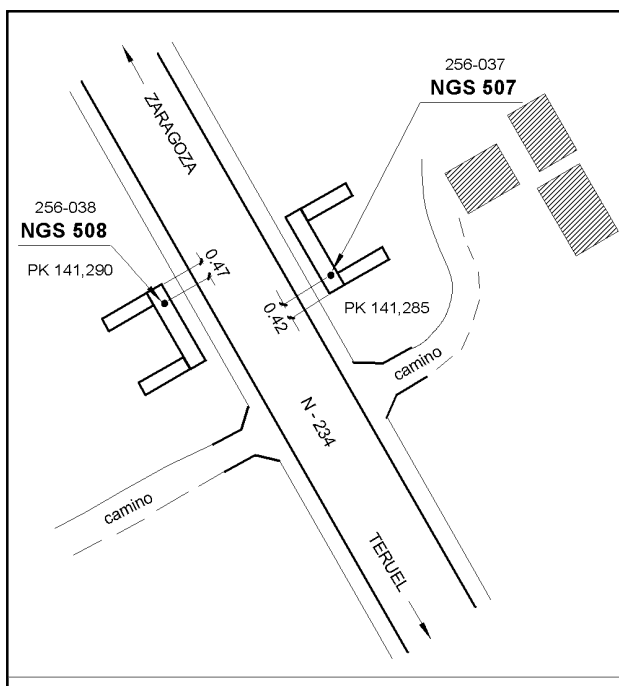 256-037
NGS 507
ZARAGOZA
256-038
NGS 508
PK 141,290
0.47
0.42
PK 141,285
camino
N - 234
camino
TERUEL